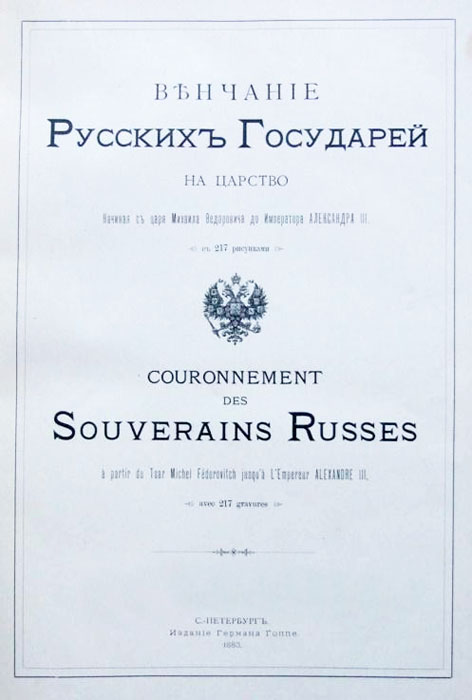 ВѢНЧАНІЕ
РУССКИХЪ ГОСУДАРЕЙ
НА ЦАРСТВО
Начиная съ царя Михаила Ѳедоровича до Императора АЛЕКСАНДРА III.
съ 217 рисунками
COURONNEMENT
DES
SOUVERAINS RUSSES
à partir du Tsar Michel Fédorovitch jusqu'à L'Empereur ALEXANDRE III,
avec 217 gravures
С.-ПЕТЕРБУРГЪ.
Изданіе Германа Гоппе.
1883.